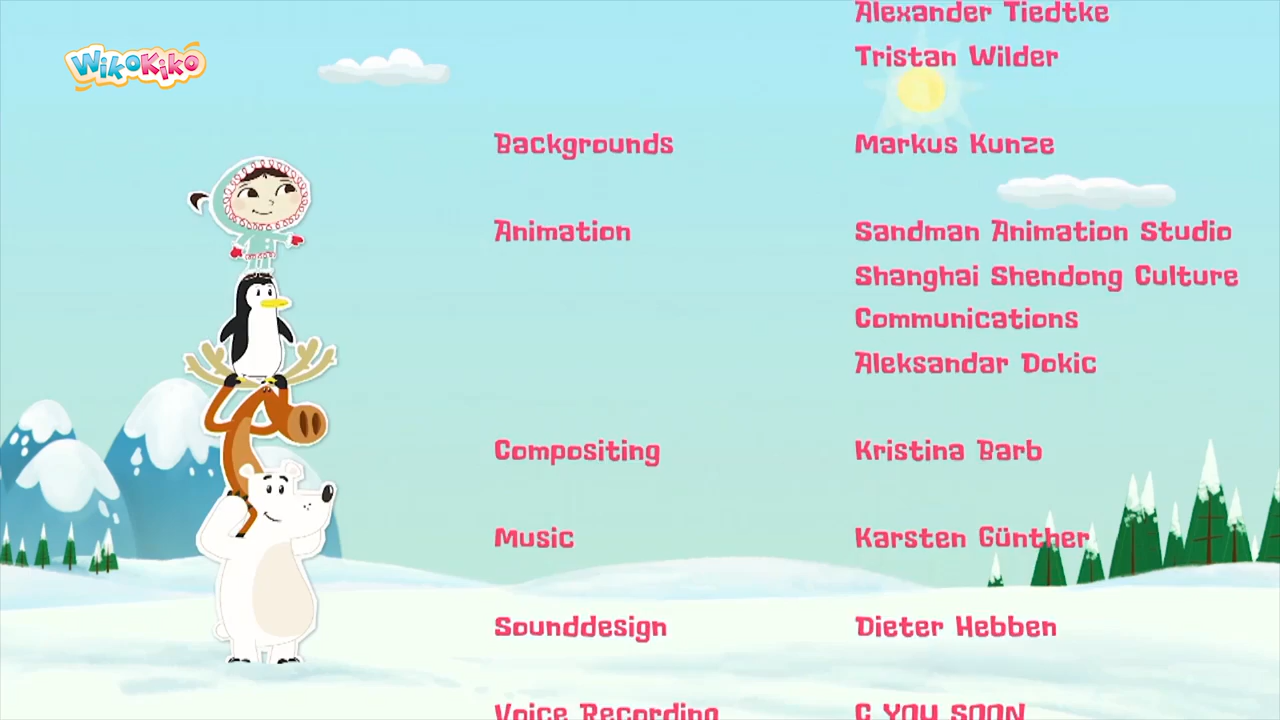 WikoKiko
Alexander Tiedtke
Tristan Wilder
Backgrounds Markus Kunze
Animation Sandman Animation Studio
Shanghai Shendong Culture
Communications
Aleksandar Dokic
Compositing Kristina Barb
Music Karsten Günther
Sounddesign Dieter Hebben
Voice Recording C YOU SOON